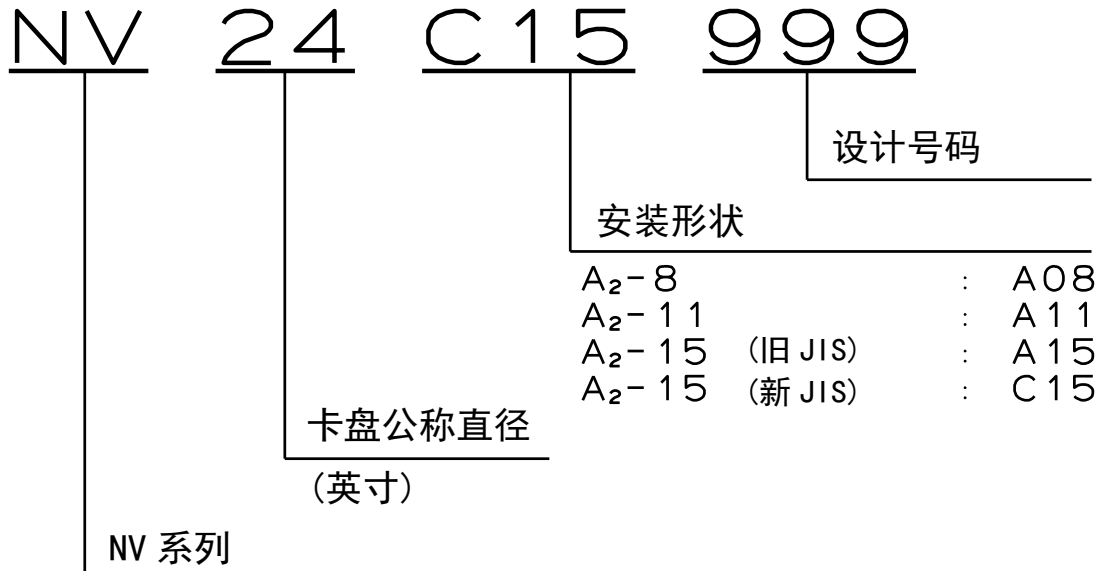 NV 24 C15 999
设计号码
安装形状
A₂-8 : A08
A₂-11 : A11
A₂-15 (旧 JIS) : A15
A₂-15 (新 JIS) : C15
卡盘公称直径
(英寸)
NV 系列